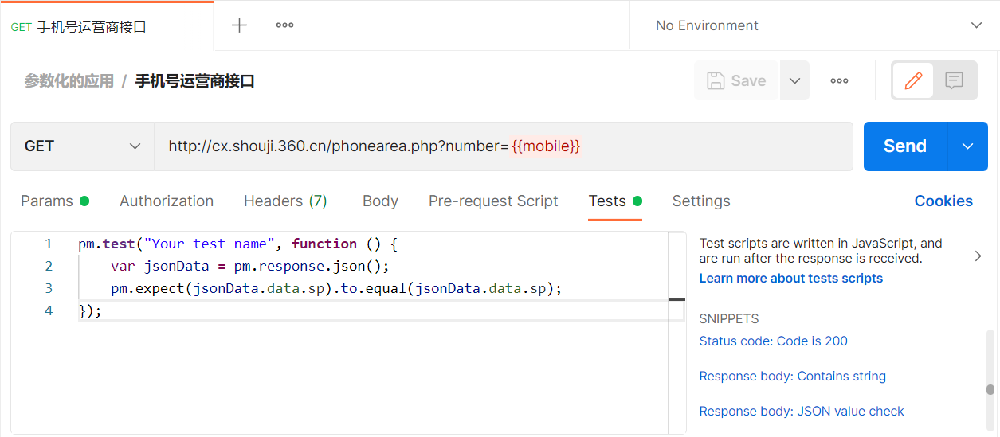 GET 手机号运营商接口
No Environment
参数化的应用 / 手机号运营商接口
Save
GET http://cx.shouji.360.cn/phonearea.php?number={{mobile}}
Send
Params Authorization Headers (7) Body Pre-request Script Tests Settings Cookies
1 pm.test("Your test name", function () {
2 var jsonData = pm.response.json();
3 pm.expect(jsonData.data.sp).to.equal(jsonData.data.sp);
4 });
Test scripts are written in JavaScript, and
are run after the response is received.
Learn more about tests scripts
SNIPPETS
Status code: Code is 200
Response body: Contains string
Response body: JSON value check